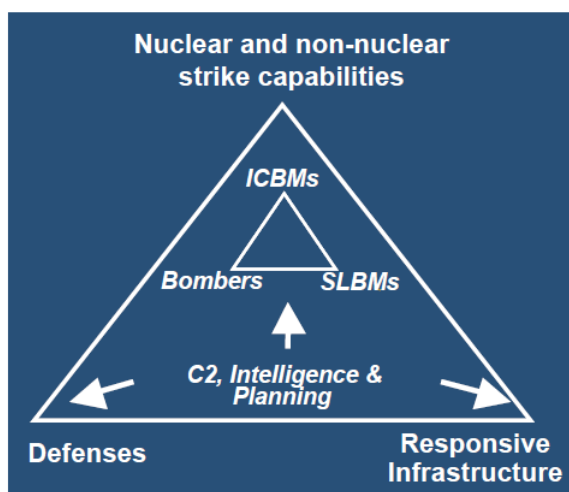 Nuclear and non-nuclear
strike capabilities
ICBMs
Bombers
SLBMs
C2, Intelligence &
Planning
Defenses
Responsive
Infrastructure